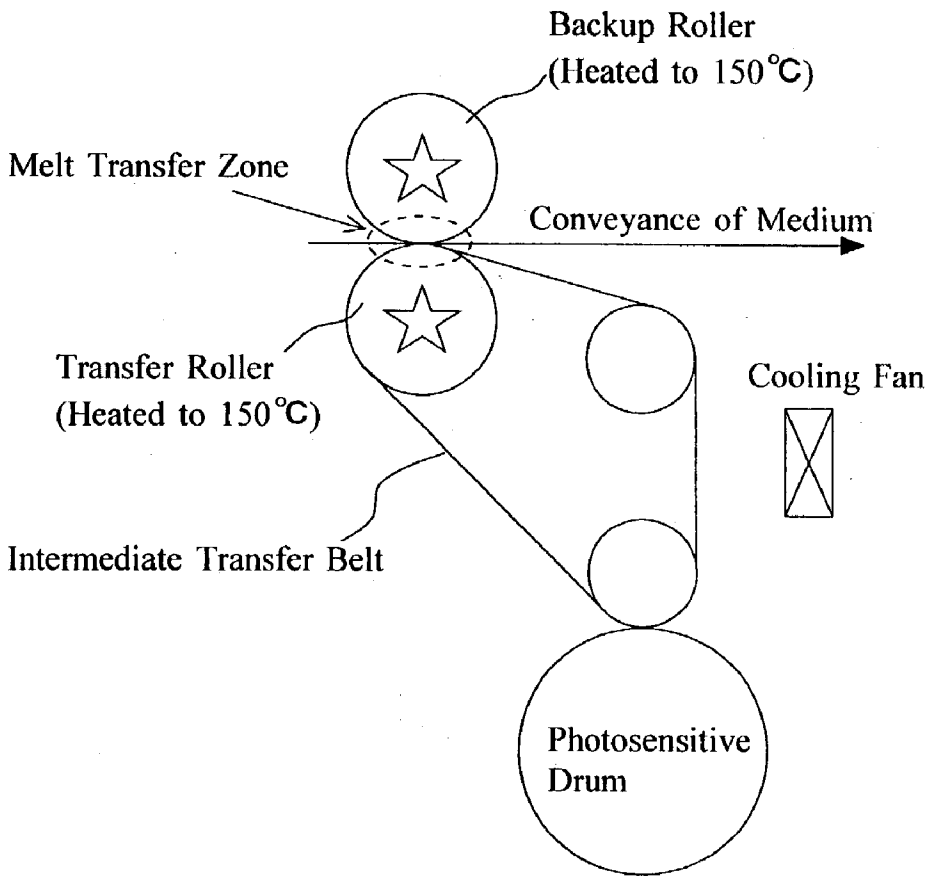 Backup Roller
(Heated to 150℃)
Melt Transfer Zone
Conveyance of Medium
Transfer Roller
(Heated to 150℃)
Cooling Fan
Intermediate Transfer Belt
Photosensitive
Drum